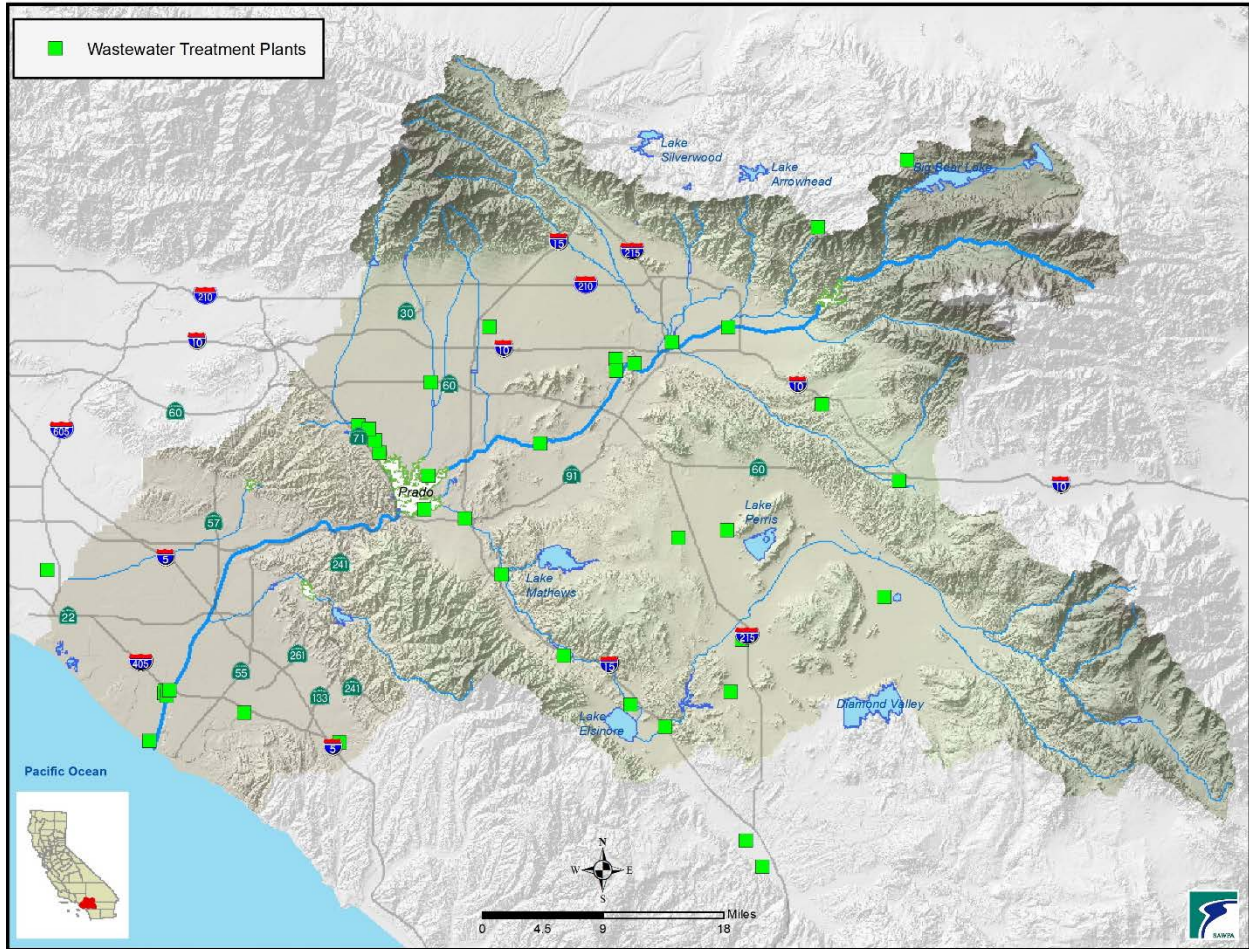 Wastewater Treatment Plants
Lake
Silverwood
Lake
Arrowhead
Big Bear Lake
15
215
210
210
30
10
10
60
10
60
605
71
91
60
10
Prado
Lake
Perris
57
5
241
Lake
Mathews
22
405
261
55
133
241
15
215
Lake
Elsinore
Diamond Valley
5
Pacific Ocean
N
W
E
S
Miles
0
4.5
9
18
SAWPA